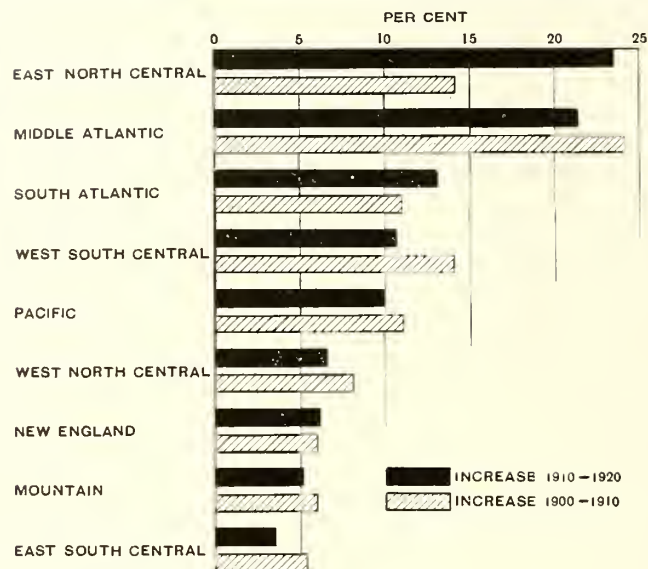 PER CENT
0 5 10 15 20 25
EAST NORTH CENTRAL
MIDDLE ATLANTIC
SOUTH ATLANTIC
WEST SOUTH CENTRAL
PACIFIC
WEST NORTH CENTRAL
NEW ENGLAND
MOUNTAIN
EAST SOUTH CENTRAL
INCREASE 1910-1920
INCREASE 1900-1910